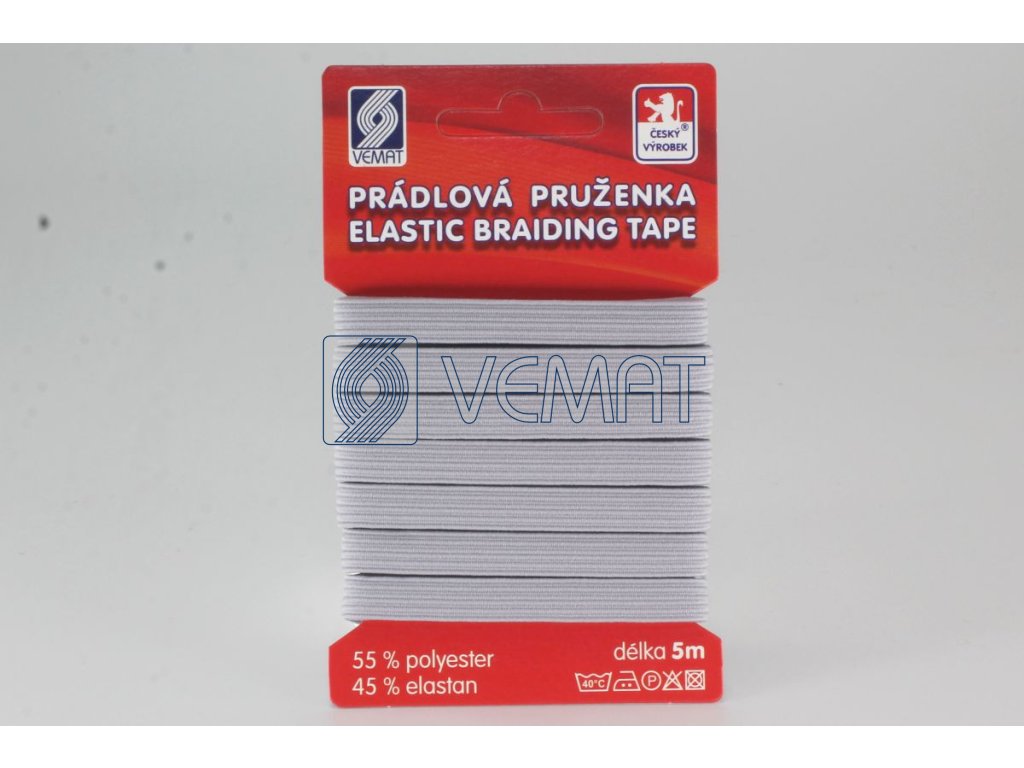 VEMAT
ČESKÝ®
VÝROBEK
PRÁDLOVÁ PRUŽENKA
ELASTIC BRAIDING TAPE
VEMAT
55 % polyester
45 % elastan
délka 5m
40°C P